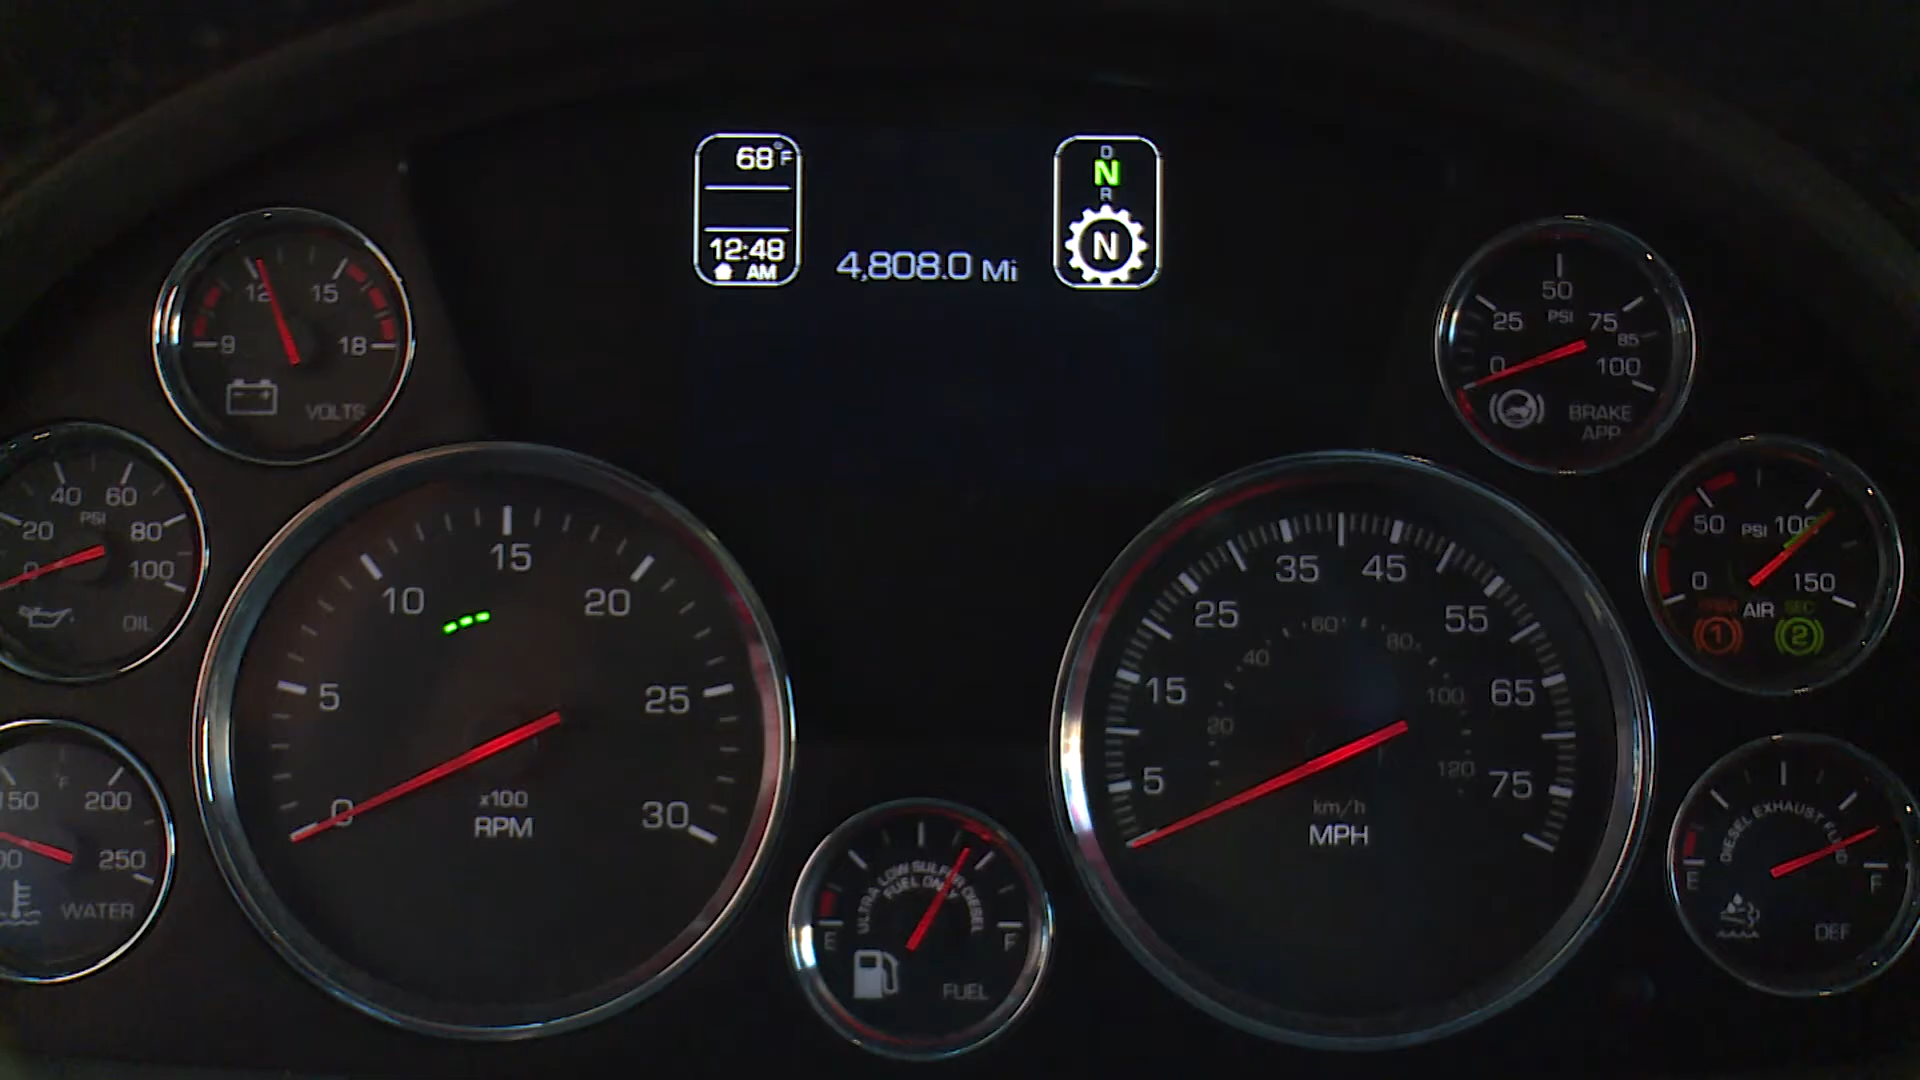 68°F
12:48
AM
4,808.0 Mi
D
N
R
N
12 15
9 18
VOLTS
50
25 PSI 75
85
0 100
BRAKE
APP
40 60
PSI
20 80
0 100
OIL
50 PSI 100
0 150
PRIM AIR SEC
1 2
15
10 20
5 25
0 30
x100
RPM
35 45
25 55
15 65
5 75
20 40 60 80 100 120
km/h
MPH
°F
150 200
250
WATER
ULTRA LOW SULFUR DIESEL
FUEL ONLY
E F
FUEL
DIESEL EXHAUST
E F
DEF